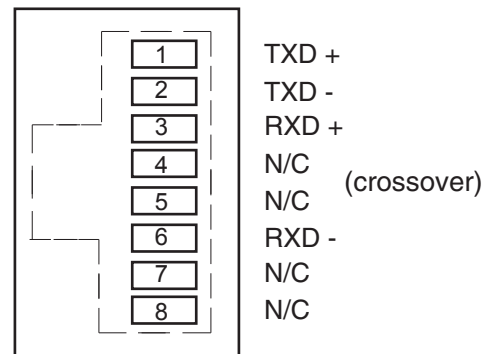 1 TXD +
2 TXD -
3 RXD +
4 N/C
(crossover)
5 N/C
6 RXD -
7 N/C
8 N/C